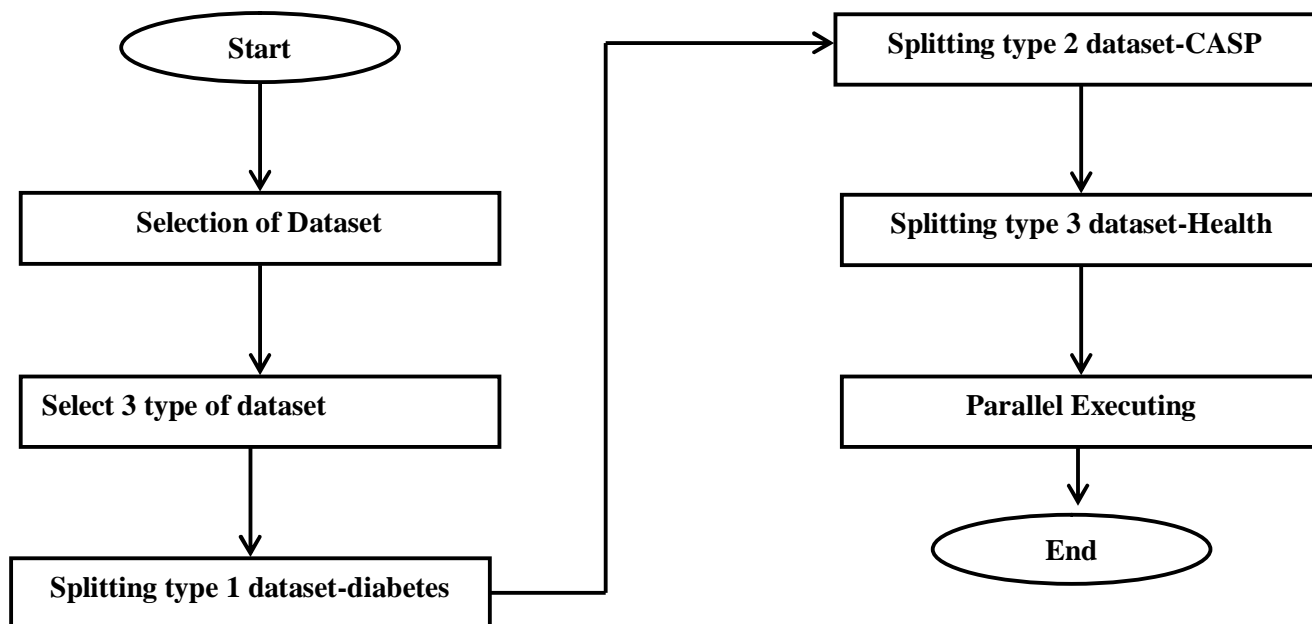 Start
Selection of Dataset
Select 3 type of dataset
Splitting type 1 dataset-diabetes
Splitting type 2 dataset-CASP
Splitting type 3 dataset-Health
Parallel Executing
End